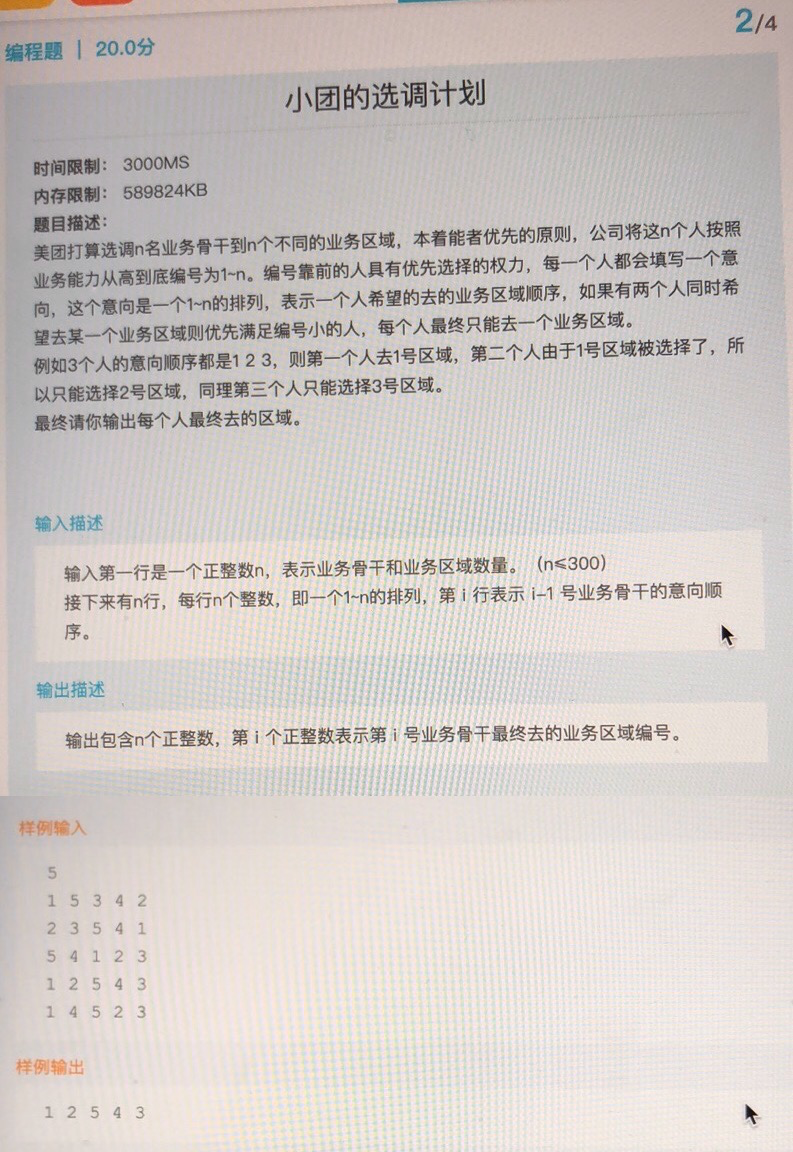 2/4
编程题 | 20.0分
小团的选调计划
时间限制： 3000MS
内存限制： 589824KB
题目描述：
美团打算选调n名业务骨干到n个不同的业务区域，本着能者优先的原则，公司将这n个人按照
业务能力从高到底编号为1~n。编号靠前的人具有优先选择的权力，每一个人都会填写一个意
向，这个意向是一个1~n的排列，表示一个人希望的去的业务区域顺序，如果有两个人同时希
望去某一个业务区域则优先满足编号小的人，每个人最终只能去一个业务区域。
例如3个人的意向顺序都是1 2 3，则第一个人去1号区域，第二个人由于1号区域被选择了，所
以只能选择2号区域，同理第三个人只能选择3号区域。
最终请你输出每个人最终去的区域。
输入描述
输入第一行是一个正整数n，表示业务骨干和业务区域数量。（n≤300）
接下来有n行，每行n个整数，即一个1~n的排列，第 i 行表示 i-1 号业务骨干的意向顺
序。
输出描述
输出包含n个正整数，第 i 个正整数表示第 i 号业务骨干最终去的业务区域编号。
样例输入
5
1 5 3 4 2
2 3 5 4 1
5 4 1 2 3
1 2 5 4 3
1 4 5 2 3
样例输出
1 2 5 4 3